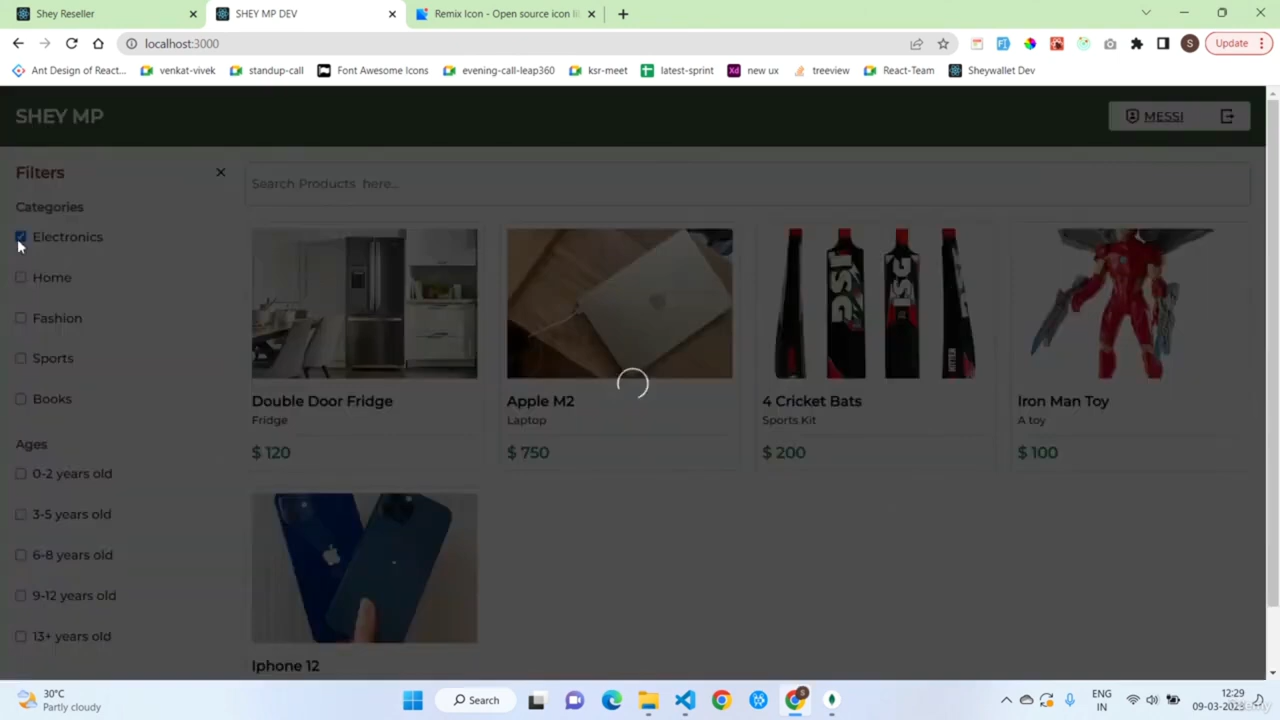 Shey Reseller
SHEY MP DEV
Remix Icon - Open source icon li
localhost:3000
Update
Ant Design of React...
venkat-vivek
standup-call
Font Awesome Icons
evening-call-leap360
ksr-meet
latest-sprint
new ux
treeview
React-Team
Sheywallet Dev
SHEY MP
MESSI
Filters
Search Products here...
Categories
Electronics
Home
Fashion
Sports
Books
Ages
0-2 years old
3-5 years old
6-8 years old
9-12 years old
13+ years old
Double Door Fridge
Fridge
$ 120
Apple M2
Laptop
$ 750
4 Cricket Bats
Sports Kit
$ 200
Iron Man Toy
A toy
$ 100
Iphone 12
30°C
Partly cloudy
Search
ENG
IN
12:29
09-03-2023